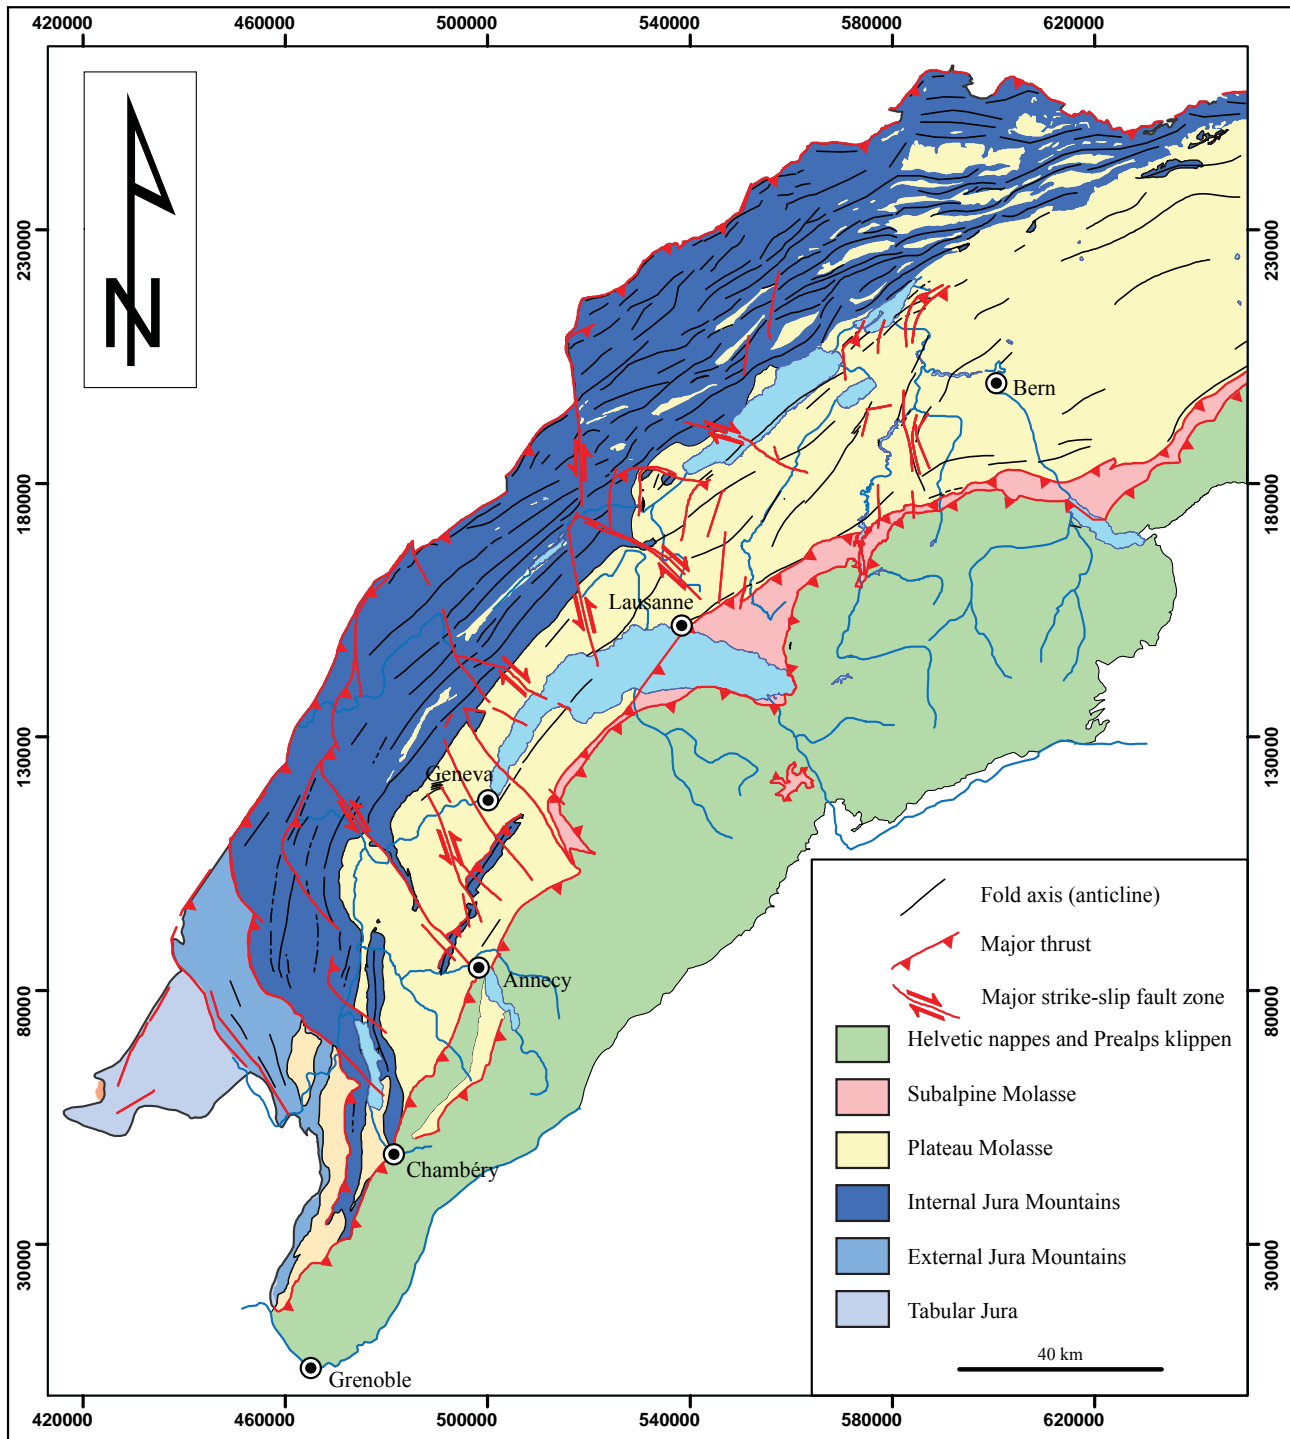 420000 460000 500000 540000 580000 620000
230000 230000
180000 180000
130000 130000
80000 80000
30000 30000
N
Bern
Lausanne
Geneva
Annecy
Chambéry
Grenoble
Fold axis (anticline)
Major thrust
Major strike-slip fault zone
Helvetic nappes and Prealps klippen
Subalpine Molasse
Plateau Molasse
Internal Jura Mountains
External Jura Mountains
Tabular Jura
40 km
420000 460000 500000 540000 580000 620000